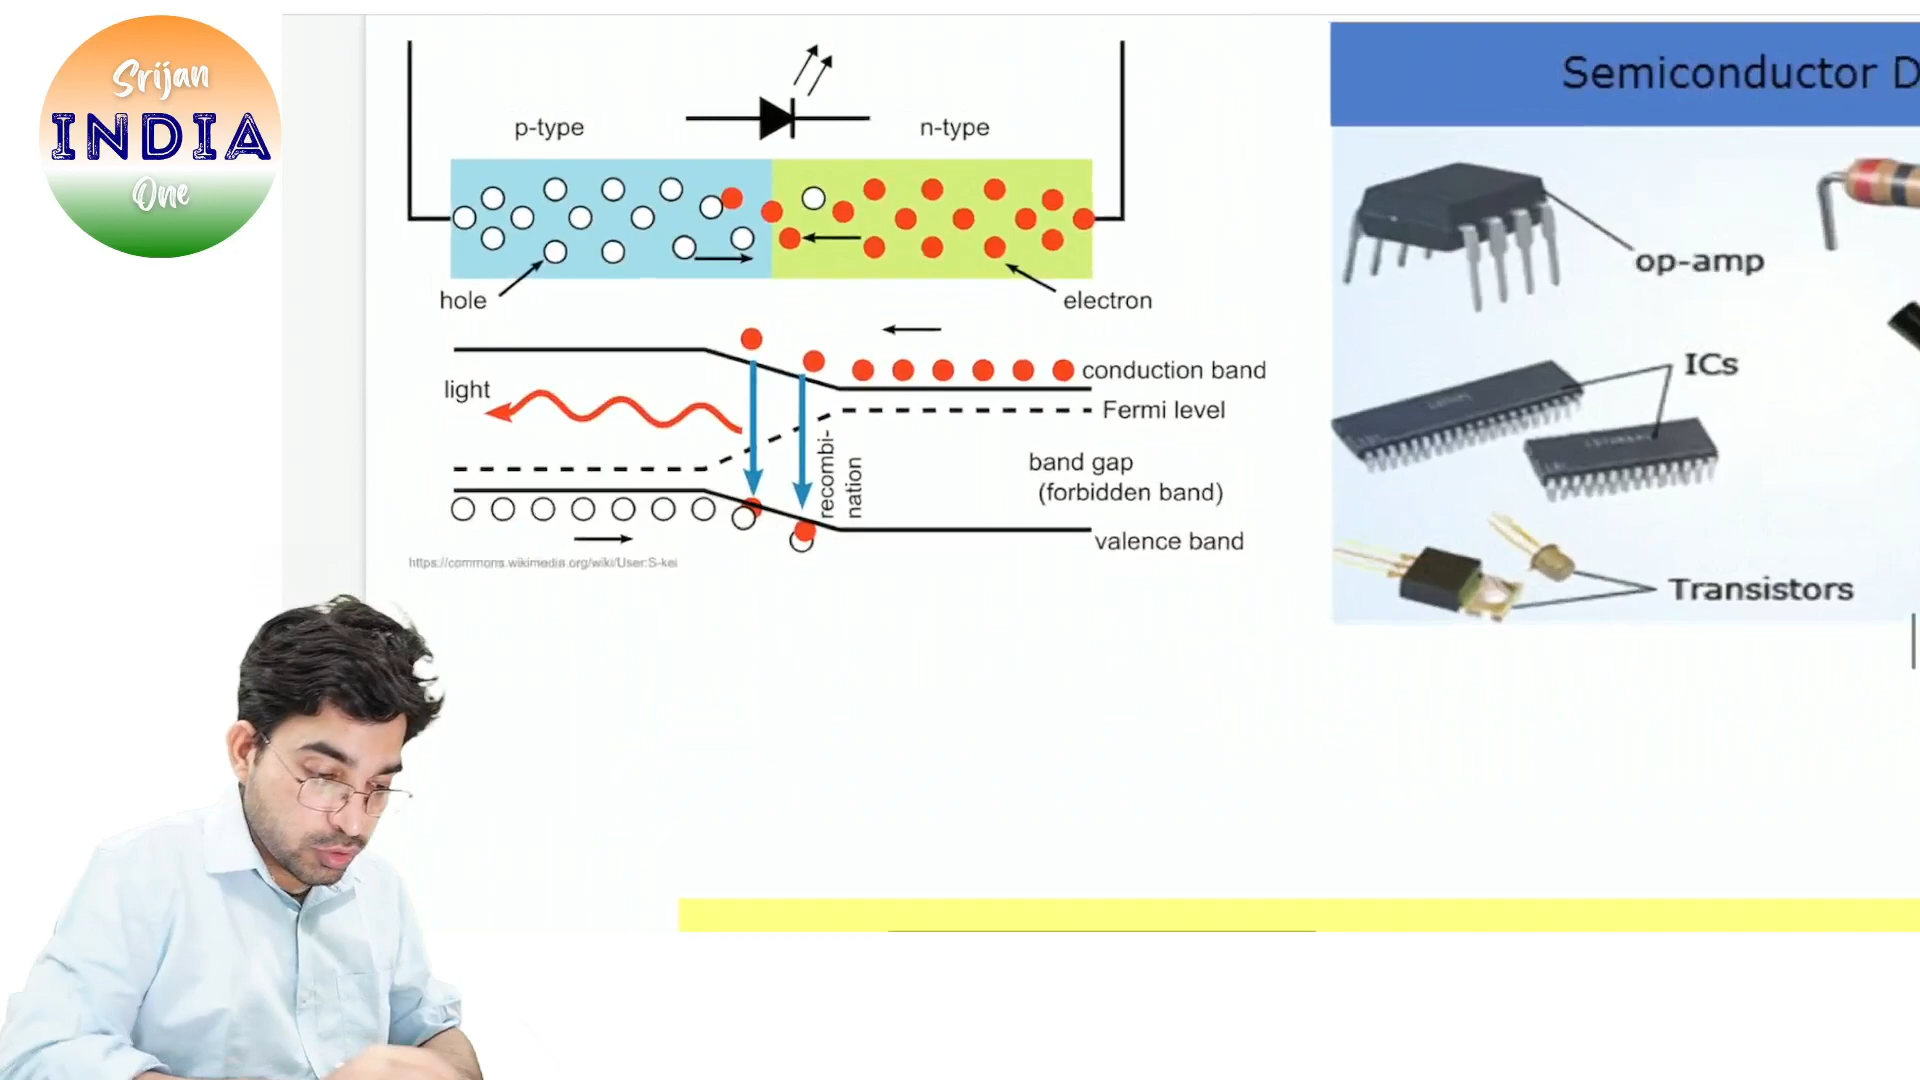 Srijan
INDIA
One
p-type
n-type
hole
electron
light
conduction band
Fermi level
recombi-
nation
band gap
(forbidden band)
valence band
https://commons.wikimedia.org/wiki/User:S-kei
Semiconductor D
op-amp
ICs
Transistors